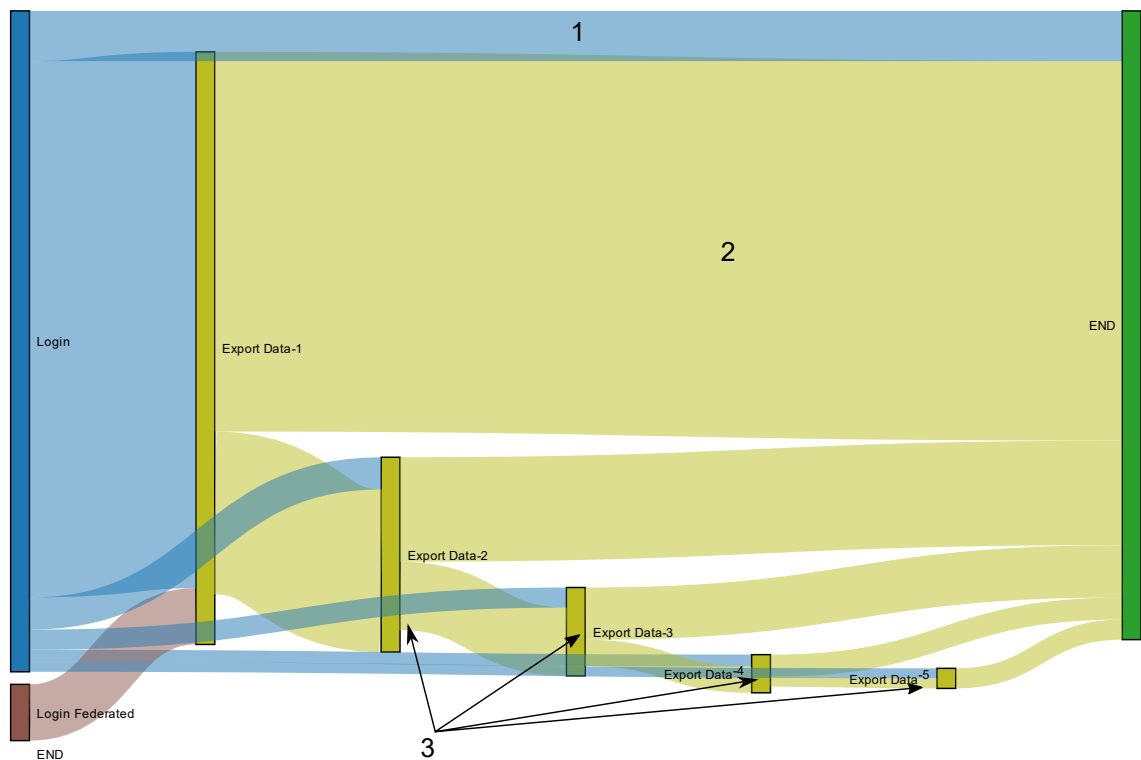 1
2
END
Login
Export Data-1
Export Data-2
Export Data-3
Export Data-4
Export Data-5
Login Federated
3
END